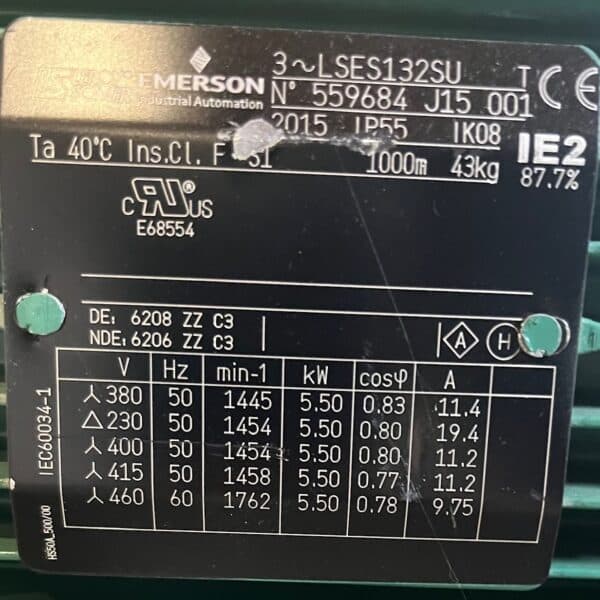 EMERSON
Industrial Automation
3~LSES132SU T CE
N° 559684 J15 001
2015 IP55 IK08
Ta 40°C Ins.Cl. F 1000m 43kg
IE2
87.7%
c RU ® US
E68554
DE: 6208 ZZ C3
NDE: 6206 ZZ C3
A H
V Hz min-1 kW cosφ A
⅄ 380 50 1445 5.50 0.83 11.4
△ 230 50 1454 5.50 0.80 19.4
⅄ 400 50 1454 5.50 0.80 11.2
⅄ 415 50 1458 5.50 0.77 11.2
⅄ 460 60 1762 5.50 0.78 9.75
IEC60034-1
HS50A_500/00